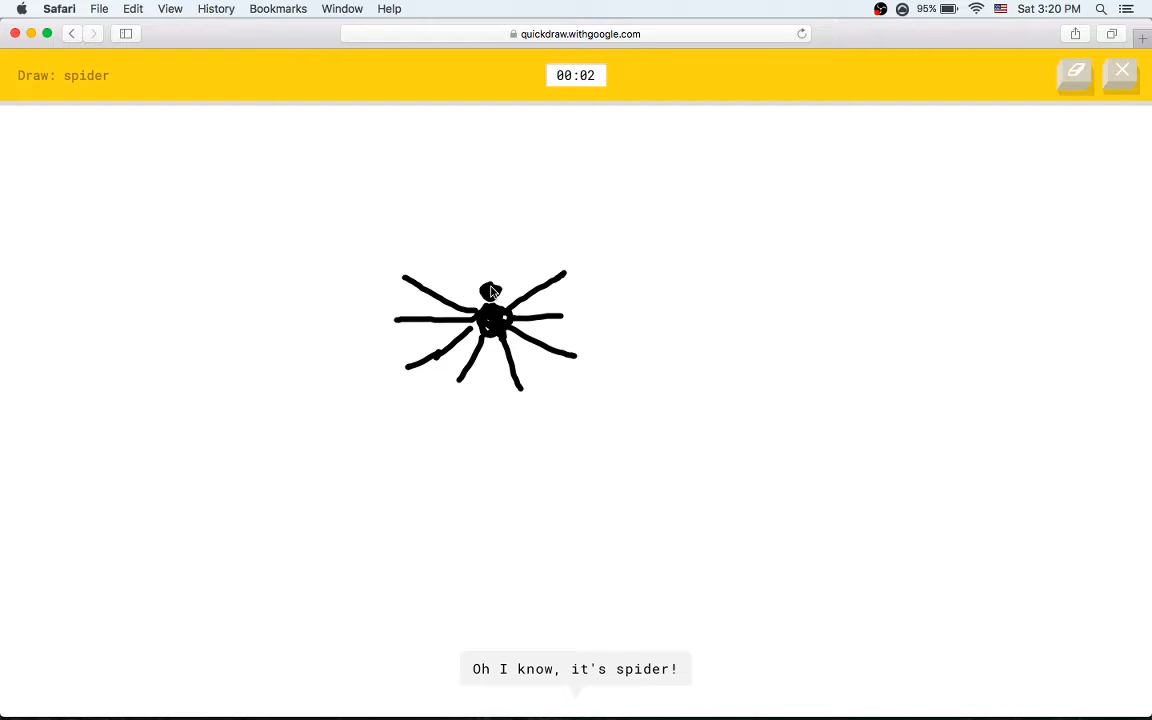 Safari File Edit View History Bookmarks Window Help 95% Sat 3:20 PM
quickdraw.withgoogle.com
Draw: spider 00:02
Oh I know, it's spider!